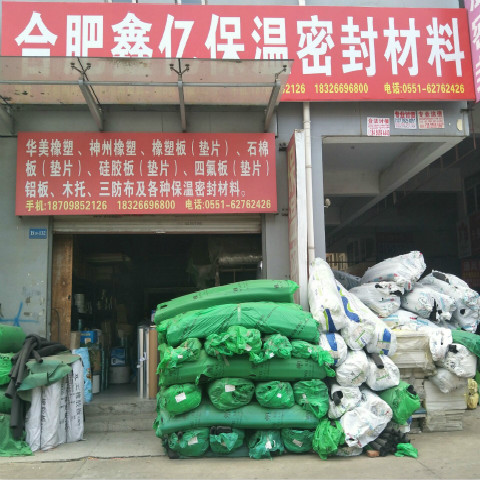 合肥鑫亿保温密封材料
2126 18326696800 电话:0551-62762426
华美橡塑、神州橡塑、橡塑板（垫片）、石棉
板（垫片）、硅胶板（垫片）、四氟板（垫片）
铝板、木托、三防布及各种保温密封材料。
手机:18709852126 18326696800 电话:0551-62762426